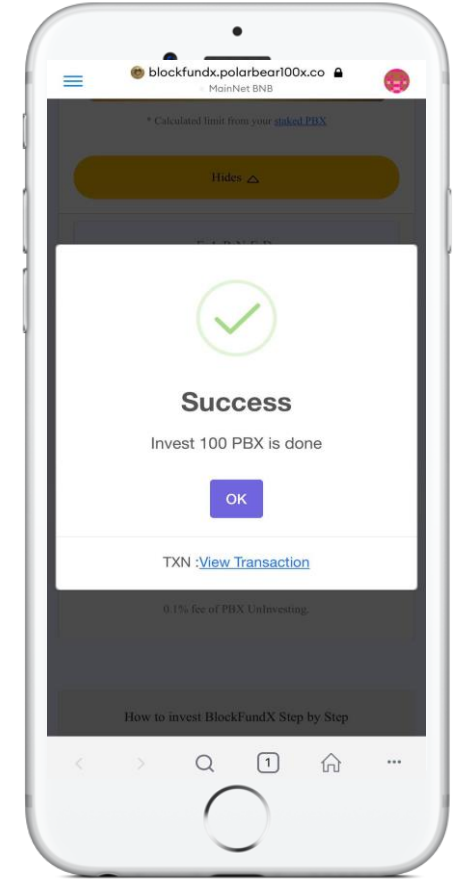 blockfundx.polarbear100x.co
MainNet BNB
* Calculated limit from your staked PBX
Hides
EARNED
Success
Invest 100 PBX is done
OK
TXN :View Transaction
0.1% fee of PBX UnInvesting.
How to invest BlockFundX Step by Step
1